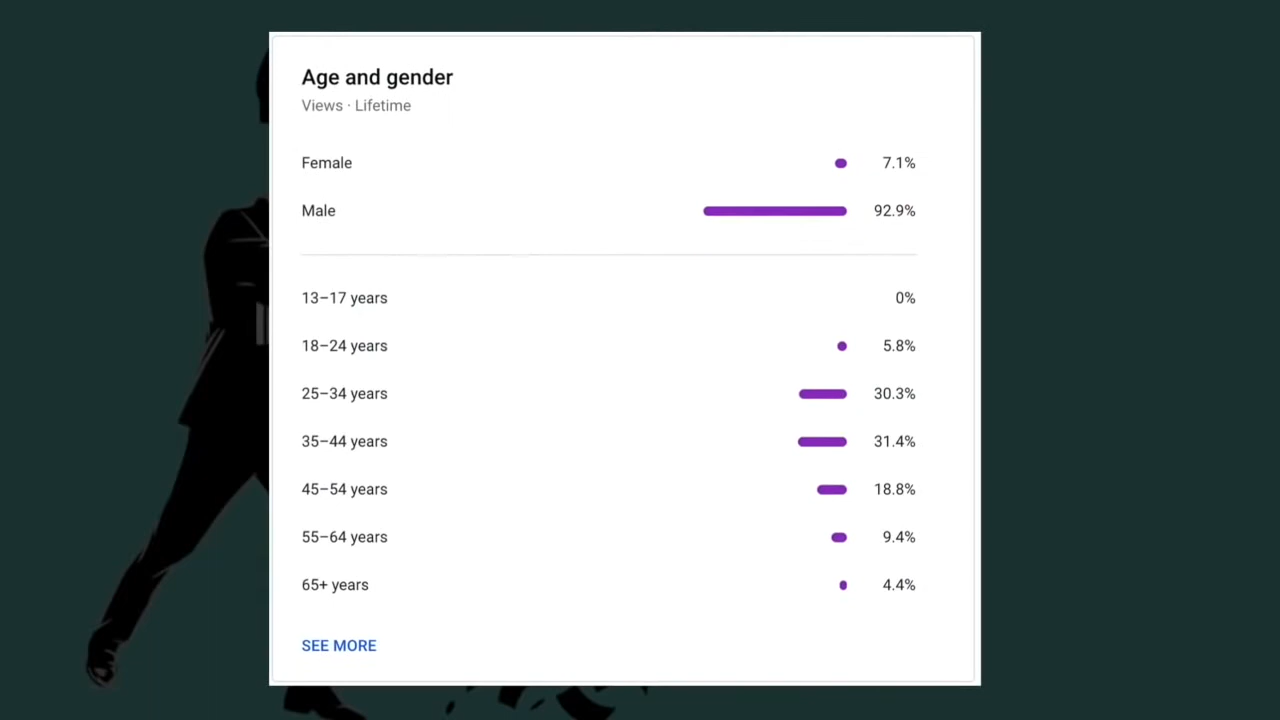 Age and gender
Views · Lifetime
Female 7.1%
Male 92.9%
13–17 years 0%
18–24 years 5.8%
25–34 years 30.3%
35–44 years 31.4%
45–54 years 18.8%
55–64 years 9.4%
65+ years 4.4%
SEE MORE